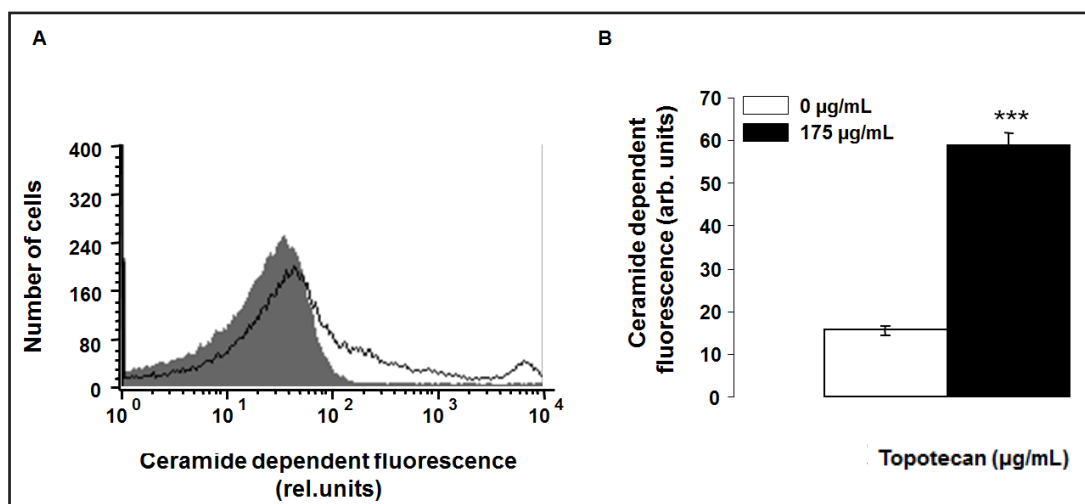 A
Number of cells
400
320
240
160
80
0
10^0 10^1 10^2 10^3 10^4
Ceramide dependent fluorescence
(rel.units)
B
Ceramide dependent
fluorescence (arb. units)
70
60
50
40
30
20
10
0
0 µg/mL
175 µg/mL
***
Topotecan (µg/mL)